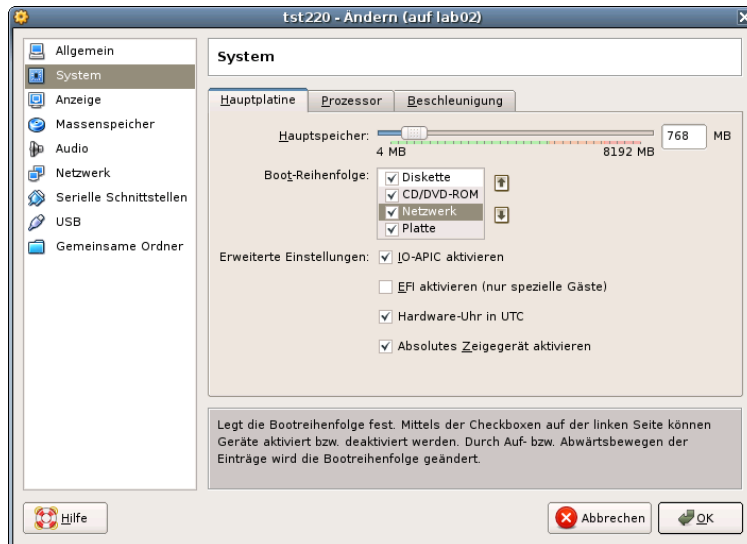 tst220 - Ändern (auf lab02)
Allgemein
System
Anzeige
Massenspeicher
Audio
Netzwerk
Serielle Schnittstellen
USB
Gemeinsame Ordner
System
Hauptplatine Prozessor Beschleunigung
Hauptspeicher: 768 MB
4 MB 8192 MB
Boot-Reihenfolge: Diskette
CD/DVD-ROM
Netzwerk
Platte
Erweiterte Einstellungen: IO-APIC aktivieren
EFI aktivieren (nur spezielle Gäste)
Hardware-Uhr in UTC
Absolutes Zeigegerät aktivieren
Legt die Bootreihenfolge fest. Mittels der Checkboxen auf der linken Seite können
Geräte aktiviert bzw. deaktiviert werden. Durch Auf- bzw. Abwärtsbewegen der
Einträge wird die Bootreihenfolge geändert.
Hilfe Abbrechen OK